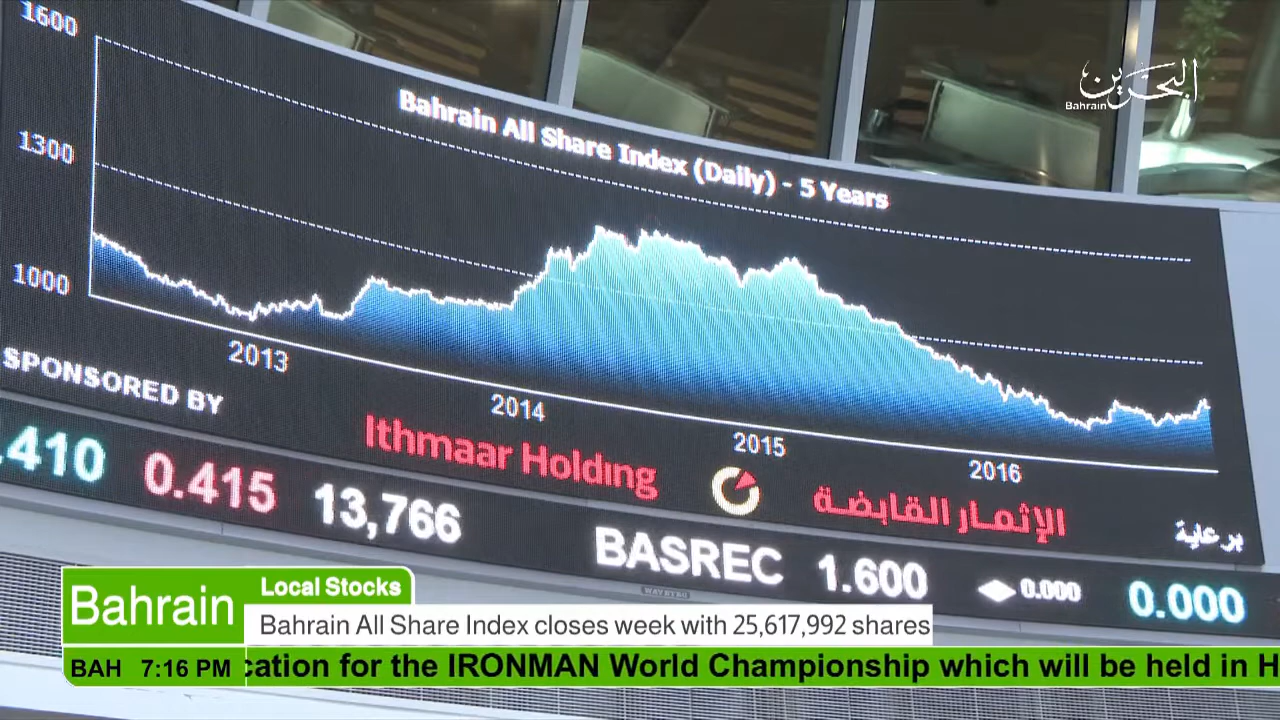 1600
البحرين
Bahrain
Bahrain All Share Index (Daily) - 5 Years
1300
1000
2013
2014
2015
2016
SPONSORED BY
Ithmaar Holding
الإثمار القابضة
برعاية
.410 0.415 13,766 BASREC 1.600 0.000 0.000
Bahrain
Local Stocks
Bahrain All Share Index closes week with 25,617,992 shares
BAH 7:16 PM cation for the IRONMAN World Championship which will be held in H